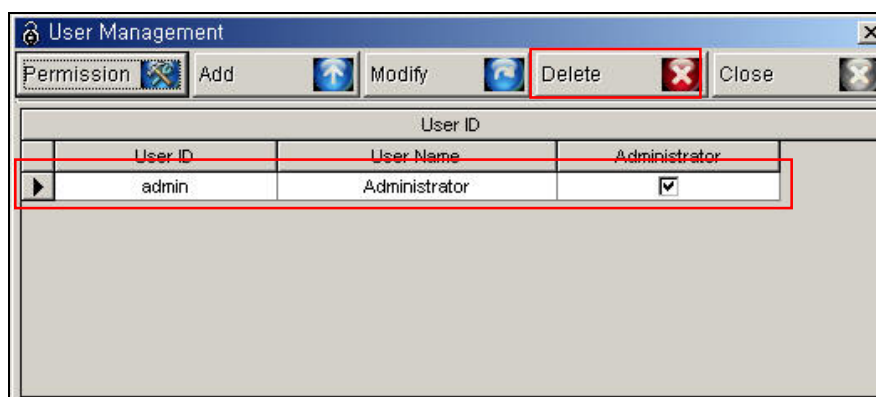 User Management
Permission Add Modify Delete Close
User ID
User ID User Name Administrator
admin Administrator